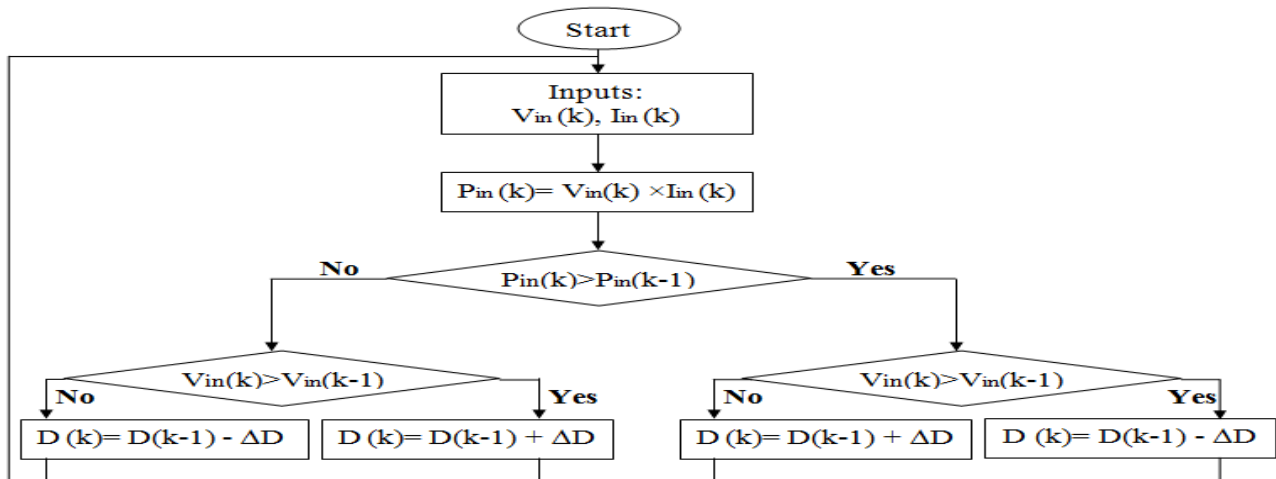 Start
Inputs:
Vin (k), Iin (k)
Pin (k)= Vin(k) ×Iin (k)
No
Yes
Pin(k)>Pin(k-1)
Vin(k)>Vin(k-1)
Vin(k)>Vin(k-1)
No
Yes
No
Yes
D (k)= D(k-1) - ΔD
D (k)= D(k-1) + ΔD
D (k)= D(k-1) + ΔD
D (k)= D(k-1) - ΔD